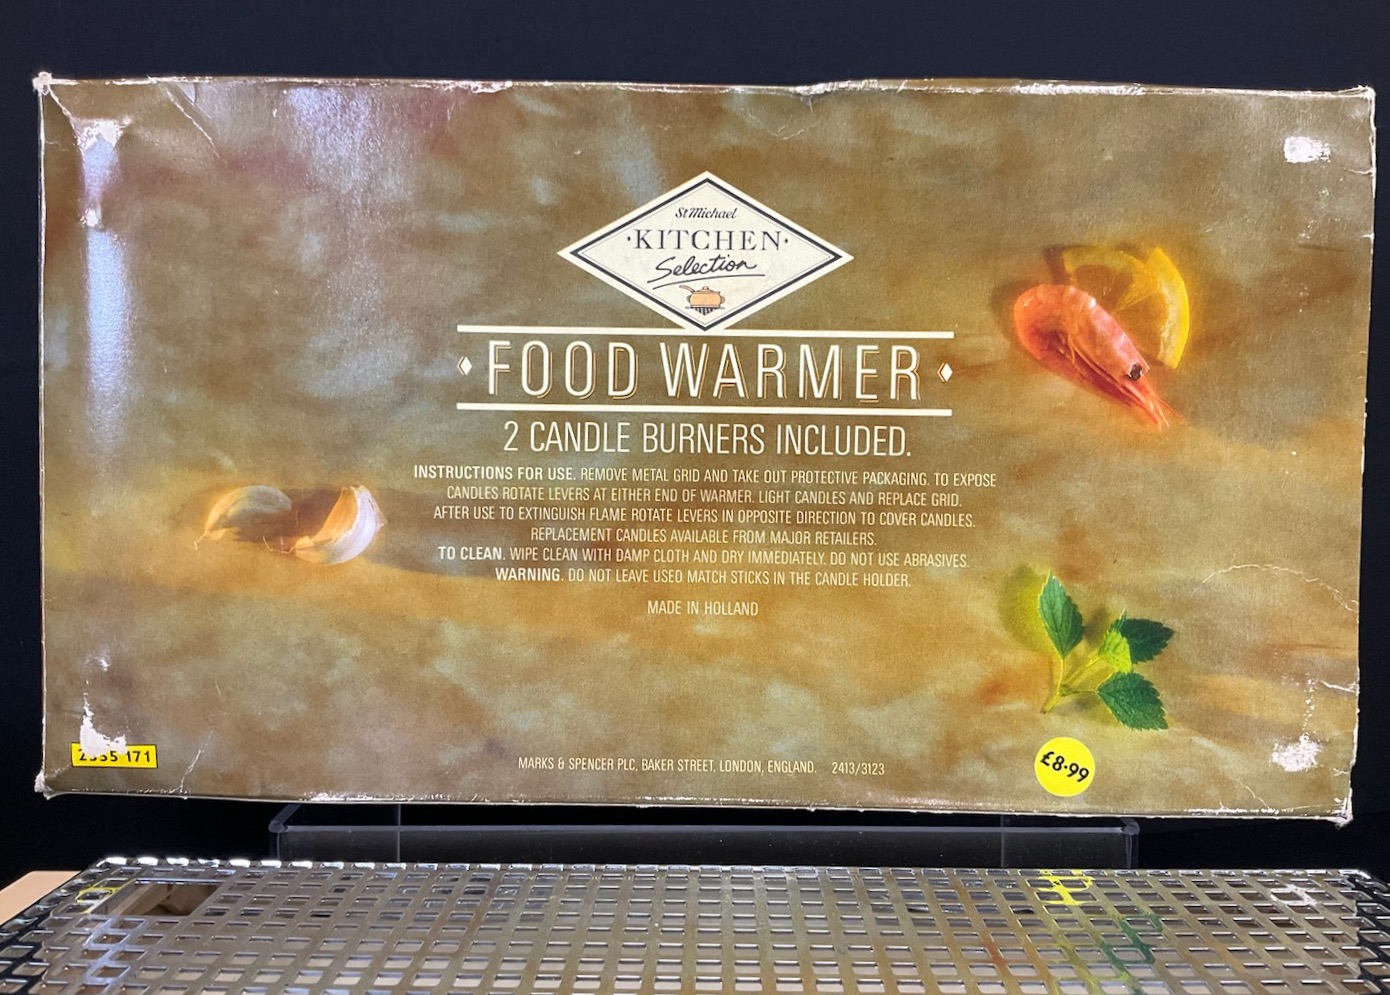 St Michael
·KITCHEN·
Selection
FOOD WARMER
2 CANDLE BURNERS INCLUDED.
INSTRUCTIONS FOR USE. REMOVE METAL GRID AND TAKE OUT PROTECTIVE PACKAGING. TO EXPOSE
CANDLES ROTATE LEVERS AT EITHER END OF WARMER. LIGHT CANDLES AND REPLACE GRID.
AFTER USE TO EXTINGUISH FLAME ROTATE LEVERS IN OPPOSITE DIRECTION TO COVER CANDLES.
REPLACEMENT CANDLES AVAILABLE FROM MAJOR RETAILERS.
TO CLEAN. WIPE CLEAN WITH DAMP CLOTH AND DRY IMMEDIATELY. DO NOT USE ABRASIVES.
WARNING. DO NOT LEAVE USED MATCH STICKS IN THE CANDLE HOLDER.
MADE IN HOLLAND
171
MARKS & SPENCER PLC, BAKER STREET, LONDON, ENGLAND. 2413/3123
£8·99